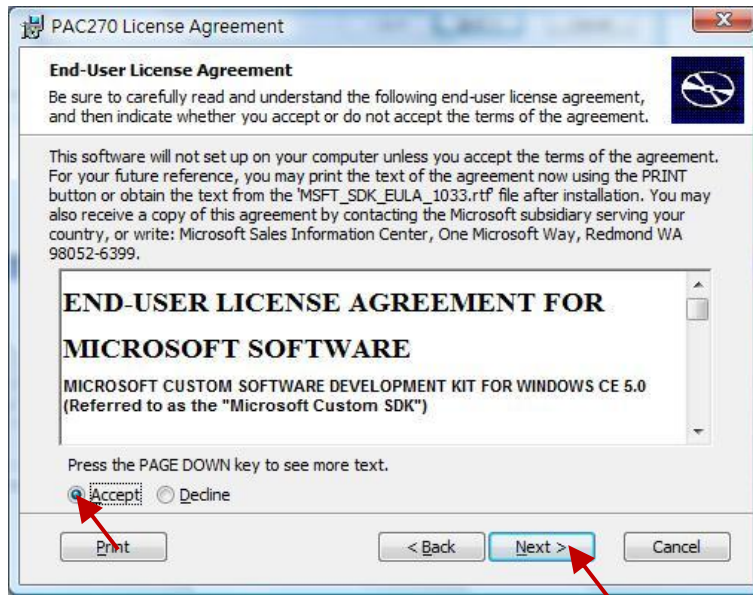 PAC270 License Agreement
End-User License Agreement
Be sure to carefully read and understand the following end-user license agreement,
and then indicate whether you accept or do not accept the terms of the agreement.
This software will not set up on your computer unless you accept the terms of the agreement.
For your future reference, you may print the text of the agreement now using the PRINT
button or obtain the text from the 'MSFT_SDK_EULA_1033.rtf' file after installation. You may
also receive a copy of this agreement by contacting the Microsoft subsidiary serving your
country, or write: Microsoft Sales Information Center, One Microsoft Way, Redmond WA
98052-6399.
END-USER LICENSE AGREEMENT FOR
MICROSOFT SOFTWARE
MICROSOFT CUSTOM SOFTWARE DEVELOPMENT KIT FOR WINDOWS CE 5.0
(Referred to as the "Microsoft Custom SDK")
Press the PAGE DOWN key to see more text.
Accept Decline
Print < Back Next > Cancel